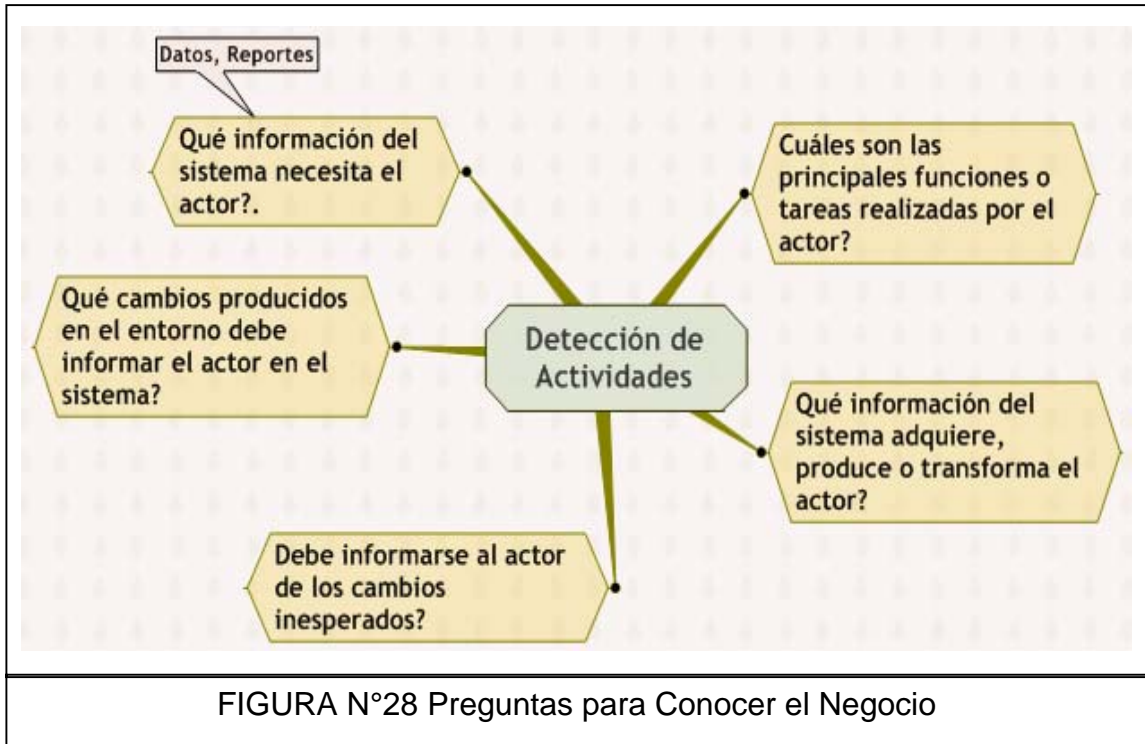 Datos, Reportes
Qué información del
sistema necesita el
actor?.
Cuáles son las
principales funciones o
tareas realizadas por el
actor?
Qué cambios producidos
en el entorno debe
informar el actor en el
sistema?
Detección de
Actividades
Qué información del
sistema adquiere,
produce o transforma el
actor?
Debe informarse al actor
de los cambios
inesperados?
FIGURA N°28 Preguntas para Conocer el Negocio